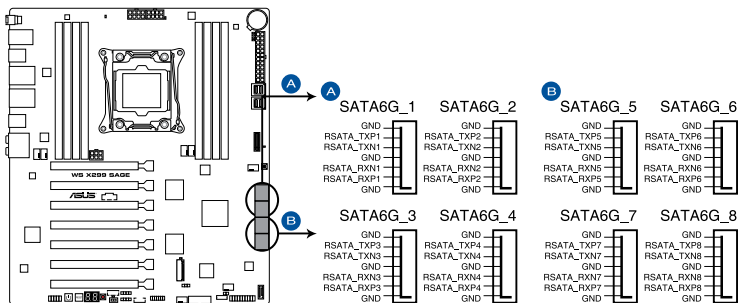 A
A
B
SATA6G_1
GND
RSATA_TXP1
RSATA_TXN1
GND
RSATA_RXN1
RSATA_RXP1
GND
SATA6G_2
GND
RSATA_TXP2
RSATA_TXN2
GND
RSATA_RXN2
RSATA_RXP2
GND
SATA6G_5
GND
RSATA_TXP5
RSATA_TXN5
GND
RSATA_RXN5
RSATA_RXP5
GND
SATA6G_6
GND
RSATA_TXP6
RSATA_TXN6
GND
RSATA_RXN6
RSATA_RXP6
GND
WS X299 SAGE
ASUS
B
SATA6G_3
GND
RSATA_TXP3
RSATA_TXN3
GND
RSATA_RXN3
RSATA_RXP3
GND
SATA6G_4
GND
RSATA_TXP4
RSATA_TXN4
GND
RSATA_RXN4
RSATA_RXP4
GND
SATA6G_7
GND
RSATA_TXP7
RSATA_TXN7
GND
RSATA_RXN7
RSATA_RXP7
GND
SATA6G_8
GND
RSATA_TXP8
RSATA_TXN8
GND
RSATA_RXN8
RSATA_RXP8
GND
88